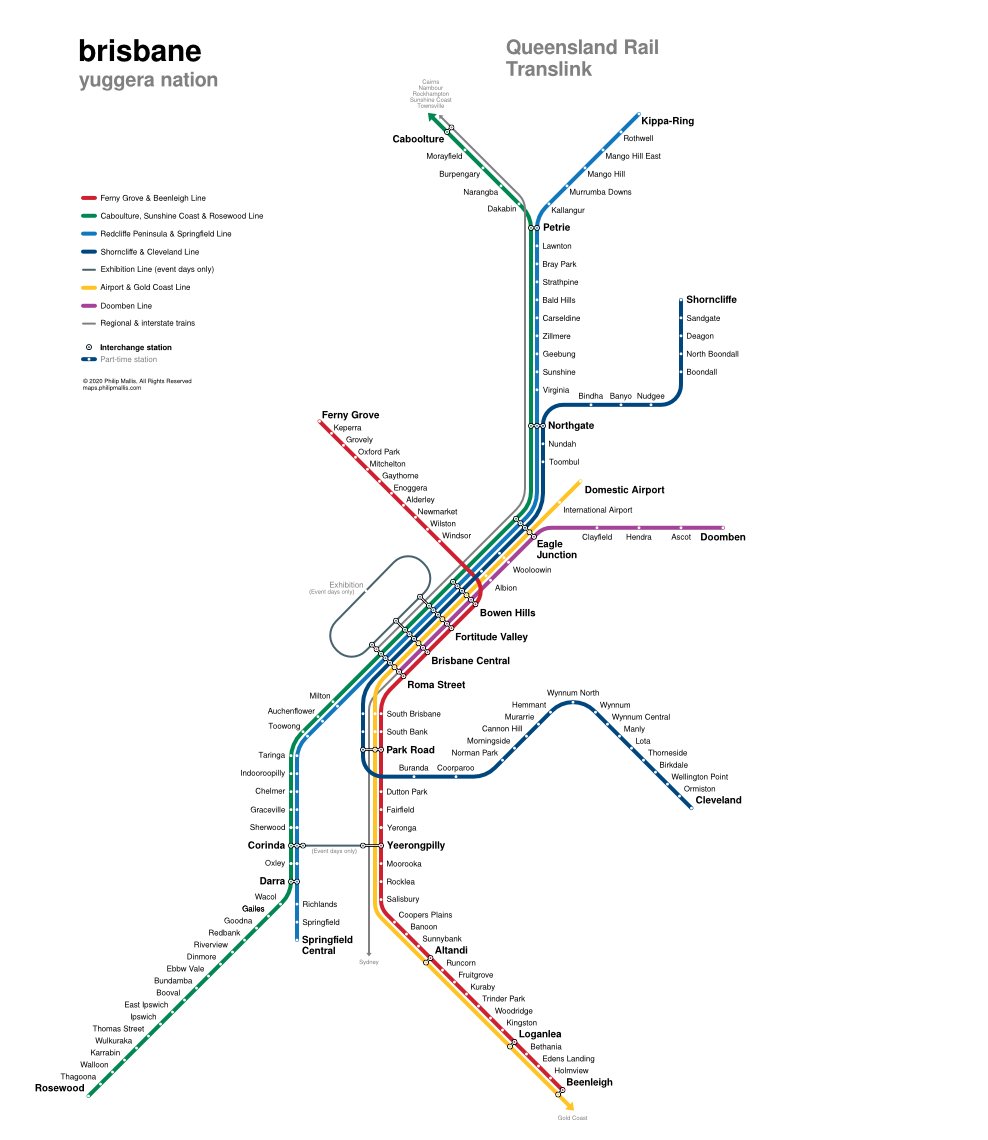 brisbane
yuggera nation
Queensland Rail
Translink
Cairns
Nambour
Rockhampton
Sunshine Coast
Townsville
Ferny Grove & Beenleigh Line
Caboulture, Sunshine Coast & Rosewood Line
Redcliffe Peninsula & Springfield Line
Shorncliffe & Cleveland Line
Exhibition Line (event days only)
Airport & Gold Coast Line
Doomben Line
Regional & interstate trains
Interchange station
Part-time station
© 2020 Philip Mallis. All Rights Reserved
maps.philipmallis.com
Caboolture
Morayfield
Burpengary
Narangba
Dakabin
Kippa-Ring
Rothwell
Mango Hill East
Mango Hill
Murrumba Downs
Kallangur
Petrie
Lawnton
Bray Park
Strathpine
Bald Hills
Carseldine
Zillmere
Geebung
Sunshine
Virginia
Shorncliffe
Sandgate
Deagon
North Boondall
Boondall
Bindha
Banyo
Nudgee
Northgate
Nundah
Toombul
Ferny Grove
Keperra
Grovely
Oxford Park
Mitchelton
Gaythorne
Enoggera
Alderley
Newmarket
Wilston
Windsor
Domestic Airport
International Airport
Eagle
Junction
Clayfield
Hendra
Ascot
Doomben
Wooloowin
Albion
Exhibition
(Event days only)
Bowen Hills
Fortitude Valley
Brisbane Central
Roma Street
Milton
Auchenflower
Toowong
Taringa
Indooroopilly
Chelmer
Graceville
Sherwood
Corinda
(Event days only)
Oxley
Darra
Wacol
Gailes
Goodna
Redbank
Riverview
Dinmore
Ebbw Vale
Bundamba
Booval
East Ipswich
Ipswich
Thomas Street
Wulkuraka
Karrabin
Walloon
Thagoona
Rosewood
Richlands
Springfield
Springfield
Central
South Brisbane
South Bank
Park Road
Buranda
Coorparoo
Norman Park
Morningside
Cannon Hill
Murarrie
Hemmant
Wynnum North
Wynnum
Wynnum Central
Manly
Lota
Thorneside
Birkdale
Wellington Point
Ormiston
Cleveland
Dutton Park
Fairfield
Yeronga
Yeerongpilly
Moorooka
Rocklea
Salisbury
Coopers Plains
Banoon
Sunnybank
Altandi
Runcorn
Fruitgrove
Kuraby
Trinder Park
Woodridge
Kingston
Loganlea
Bethania
Edens Landing
Holmview
Beenleigh
Sydney
Gold Coast